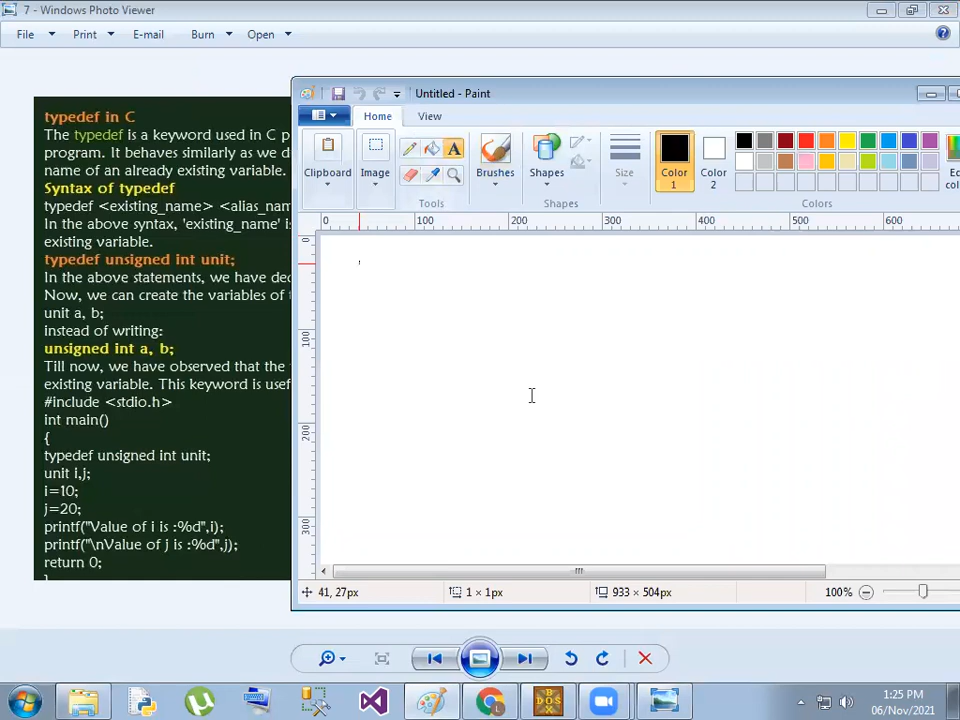 7 - Windows Photo Viewer
File Print E-mail Burn Open
typedef in C
The typedef is a keyword used in C p
program. It behaves similarly as we d
name of an already existing variable.
Syntax of typedef
typedef <existing_name> <alias_nam
In the above syntax, 'existing_name' i
existing variable.
typedef unsigned int unit;
In the above statements, we have dec
Now, we can create the variables of t
unit a, b;
instead of writing:
unsigned int a, b;
Till now, we have observed that the
existing variable. This keyword is usef
#include <stdio.h>
int main()
{
typedef unsigned int unit;
unit i,j;
i=10;
j=20;
printf("Value of i is :%d",i);
printf("\nValue of j is :%d",j);
return 0;
}
Untitled - Paint
Home View
Clipboard Image Tools Brushes Shapes Size Color 1 Color 2 Ed
Shapes Colors
0 100 200 300 400 500 600
0
100
200
300
,
41, 27px 1 × 1px 933 × 504px 100%
1:25 PM
06/Nov/2021